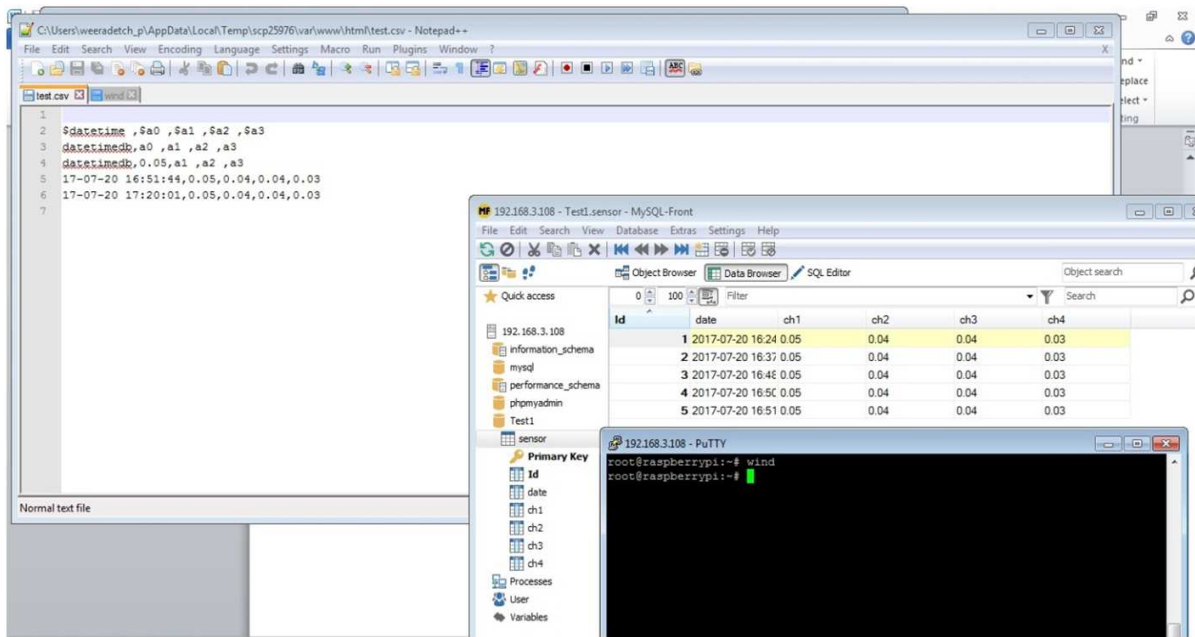 C:\Users\weeradetch_p\AppData\Local\Temp\scp25976\var\www\html\test.csv - Notepad++
File Edit Search View Encoding Language Settings Macro Run Plugins Window ?
X
test.csv wind
1
2 $datetime ,$a0 ,$a1 ,$a2 ,$a3
3 datetimedb,a0 ,a1 ,a2 ,a3
4 datetimedb,0.05,a1 ,a2 ,a3
5 17-07-20 16:51:44,0.05,0.04,0.04,0.03
6 17-07-20 17:20:01,0.05,0.04,0.04,0.03
7
Normal text file
nd
eplace
elect
ting
192.168.3.108 - Test1.sensor - MySQL-Front
File Edit Search View Database Extras Settings Help
Object Browser Data Browser SQL Editor Object search
Quick access
0 100 Filter Search
Id date ch1 ch2 ch3 ch4
1 2017-07-20 16:24 0.05 0.04 0.04 0.03
2 2017-07-20 16:37 0.05 0.04 0.04 0.03
3 2017-07-20 16:48 0.05 0.04 0.04 0.03
4 2017-07-20 16:50 0.05 0.04 0.04 0.03
5 2017-07-20 16:51 0.05 0.04 0.04 0.03
192.168.3.108
information_schema
mysql
performance_schema
phpmyadmin
Test1
sensor
Primary Key
Id
date
ch1
ch2
ch3
ch4
Processes
User
Variables
192.168.3.108 - PuTTY
root@raspberrypi:~# wind
root@raspberrypi:~#